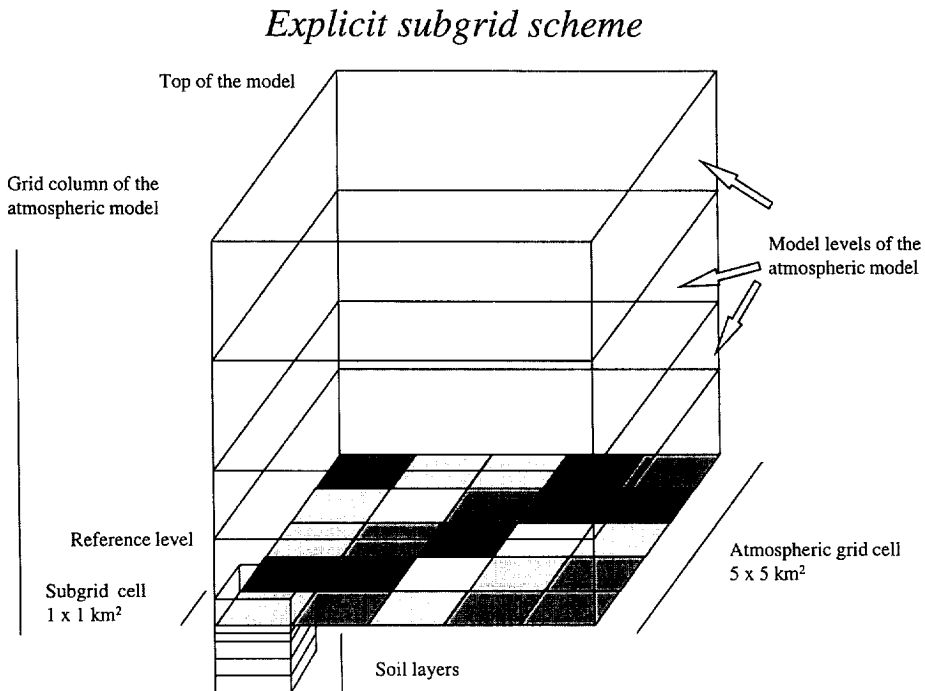 Explicit subgrid scheme
Top of the model
Grid column of the
atmospheric model
Model levels of the
atmospheric model
Reference level
Atmospheric grid cell
5 x 5 km²
Subgrid cell
1 x 1 km²
Soil layers